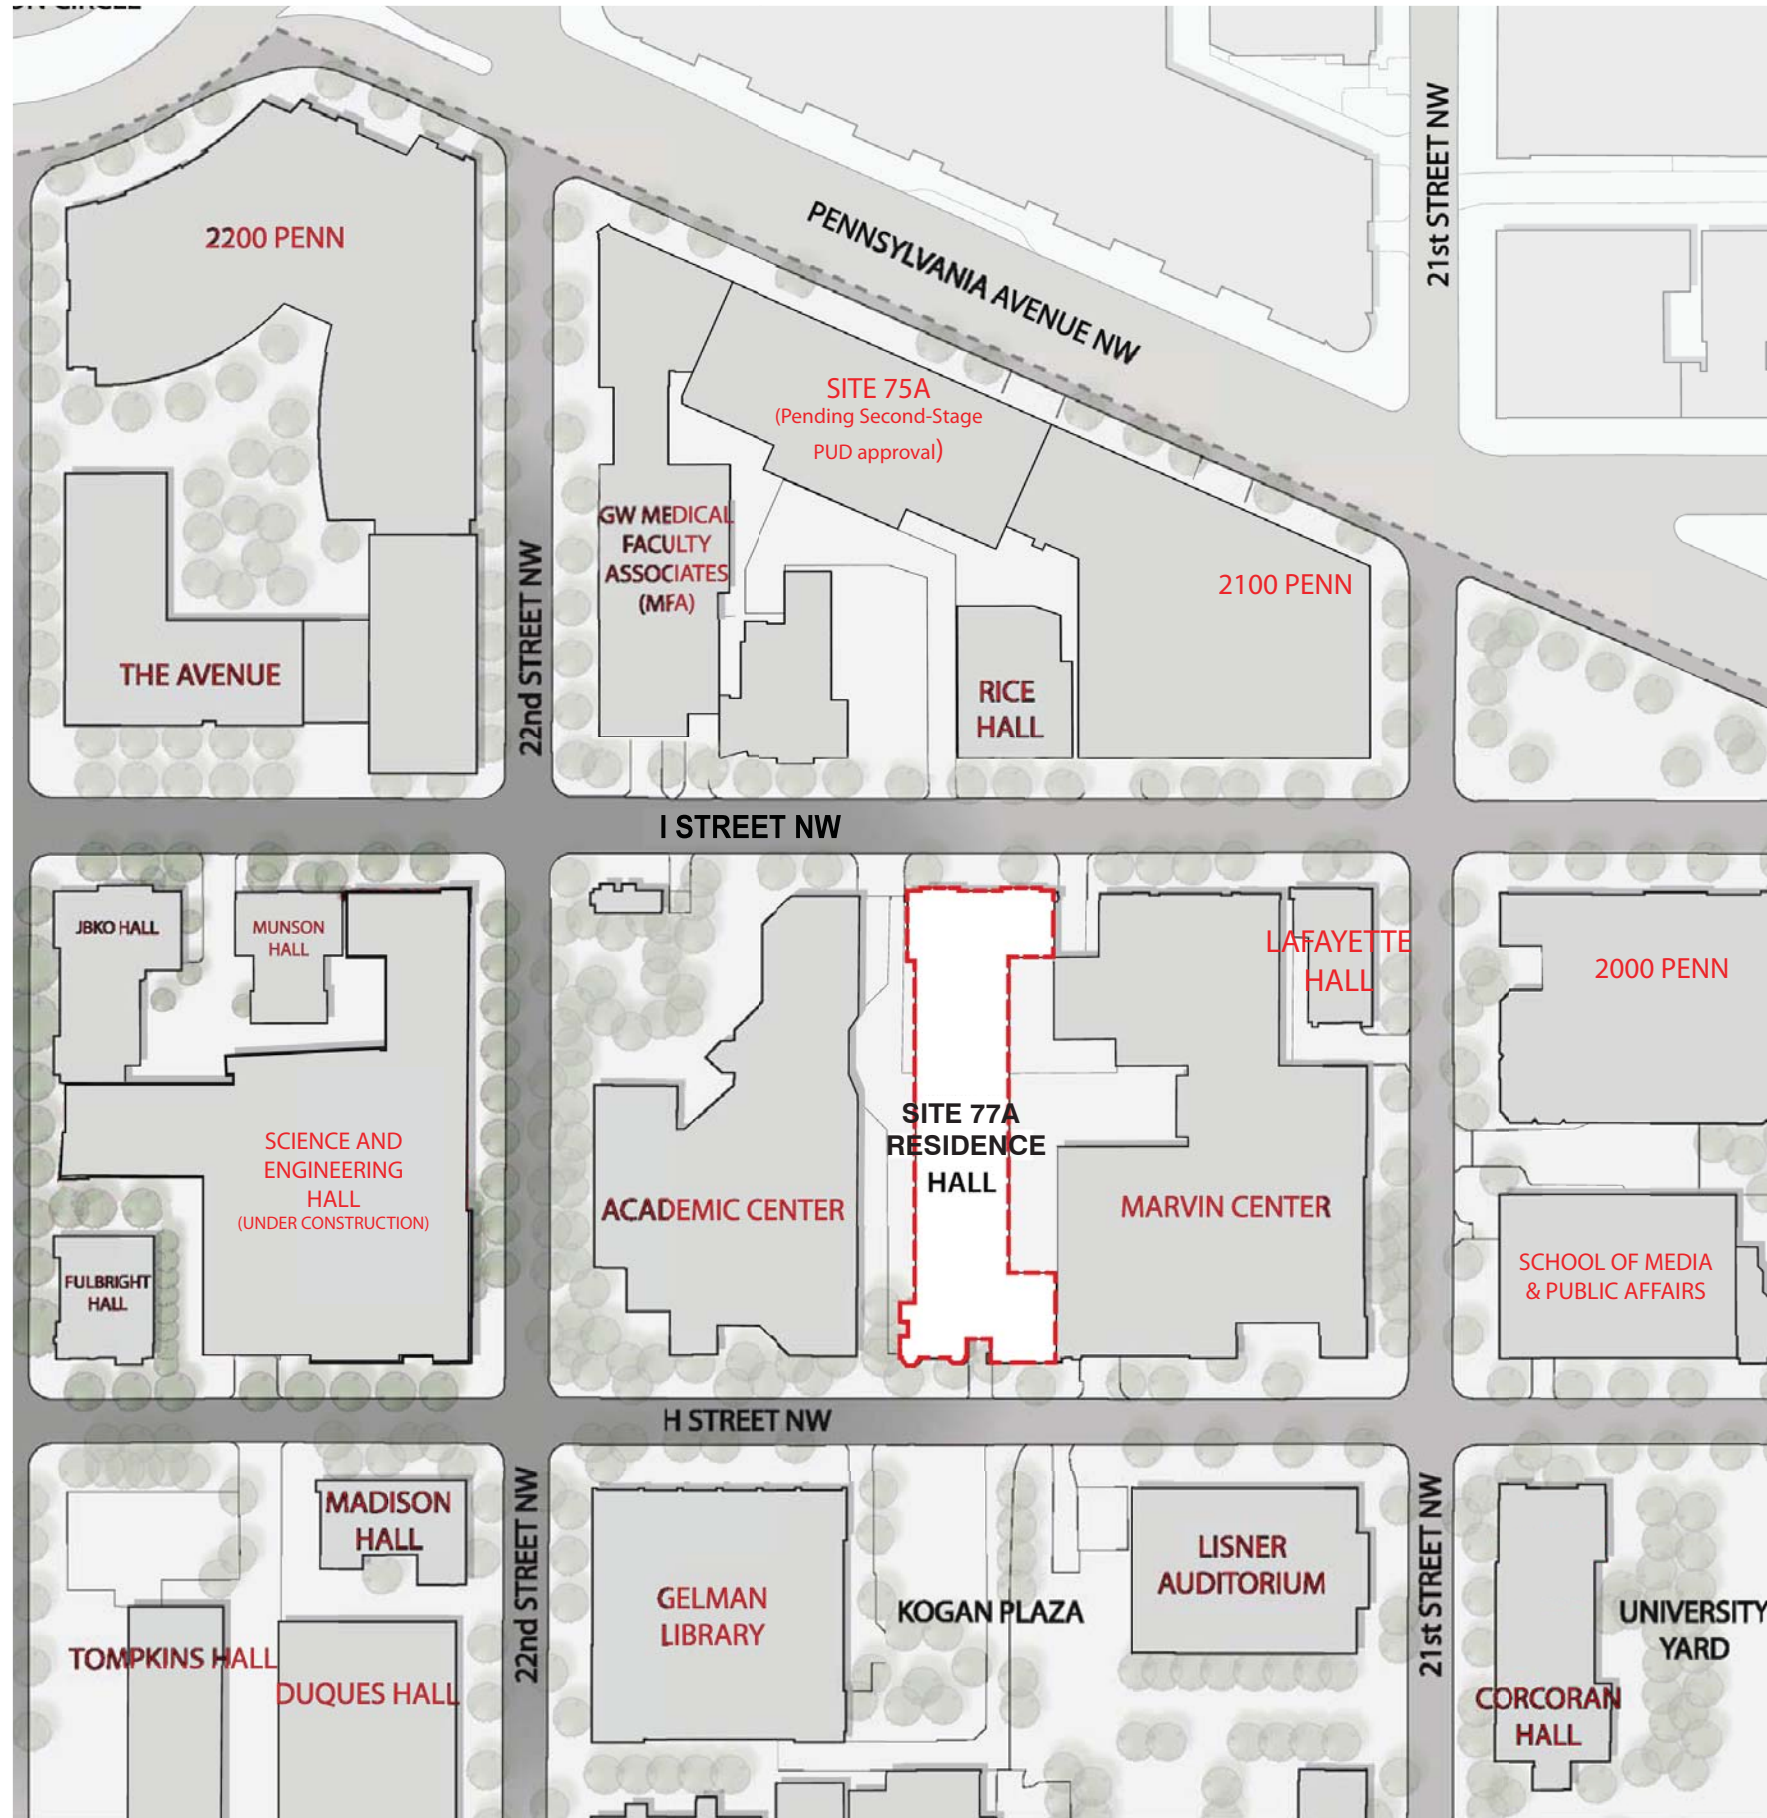 21st STREET NW
PENNSYLVANIA AVENUE NW
2200 PENN
SITE 75A
(Pending Second-Stage
PUD approval)
GW MEDICAL
FACULTY
ASSOCIATES
(MFA)
2100 PENN
THE AVENUE
22nd STREET NW
RICE
HALL
I STREET NW
JBKO HALL
MUNSON
HALL
LAFAYETTE
HALL
2000 PENN
SCIENCE AND
ENGINEERING
HALL
(UNDER CONSTRUCTION)
ACADEMIC CENTER
SITE 77A
RESIDENCE
HALL
MARVIN CENTER
FULBRIGHT
HALL
SCHOOL OF MEDIA
& PUBLIC AFFAIRS
H STREET NW
MADISON
HALL
22nd STREET NW
GELMAN
LIBRARY
KOGAN PLAZA
LISNER
AUDITORIUM
21st STREET NW
UNIVERSITY
YARD
TOMPKINS HALL
DUQUES HALL
CORCORAN
HALL